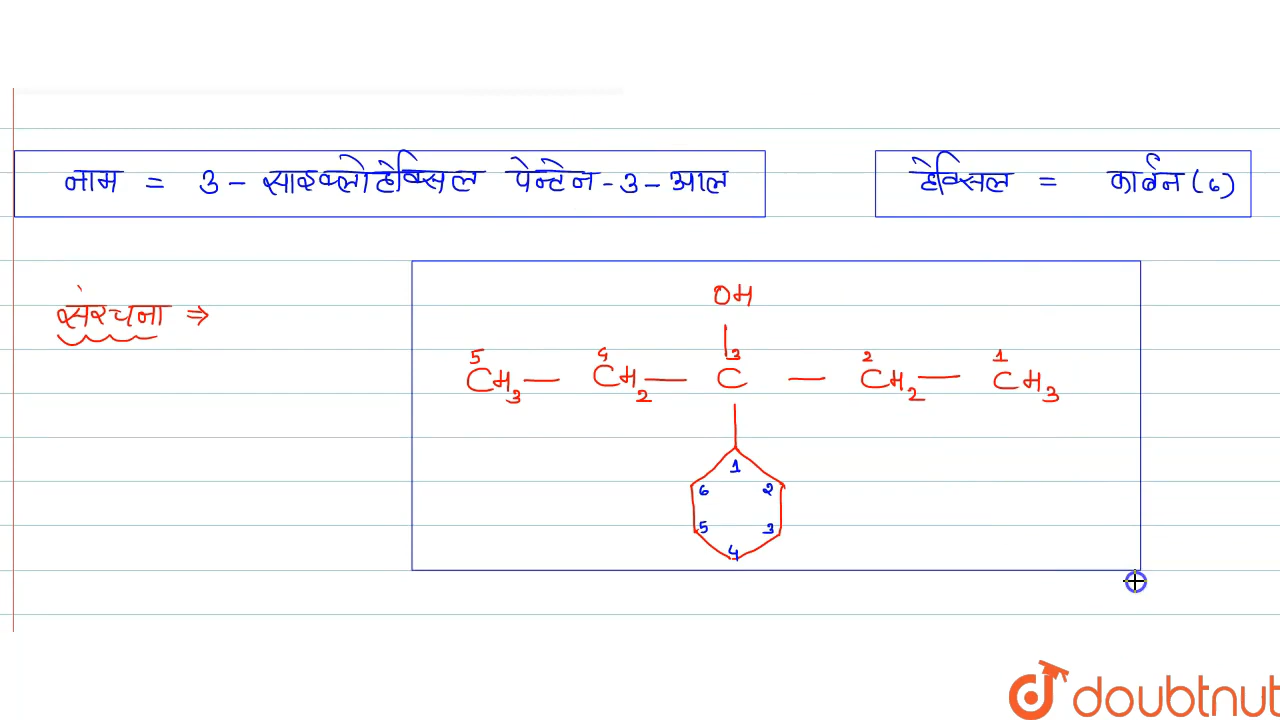 नाम = 3 - साइक्लोहेक्सिल पेन्टेन - 3 - आल
हेक्सिल = कार्बन (6)
संरचना ⇒
OH
5 4 3 2 1
CH3 — CH2 — C — CH2 — CH3
1
6 2
5 3
4
doubtnut